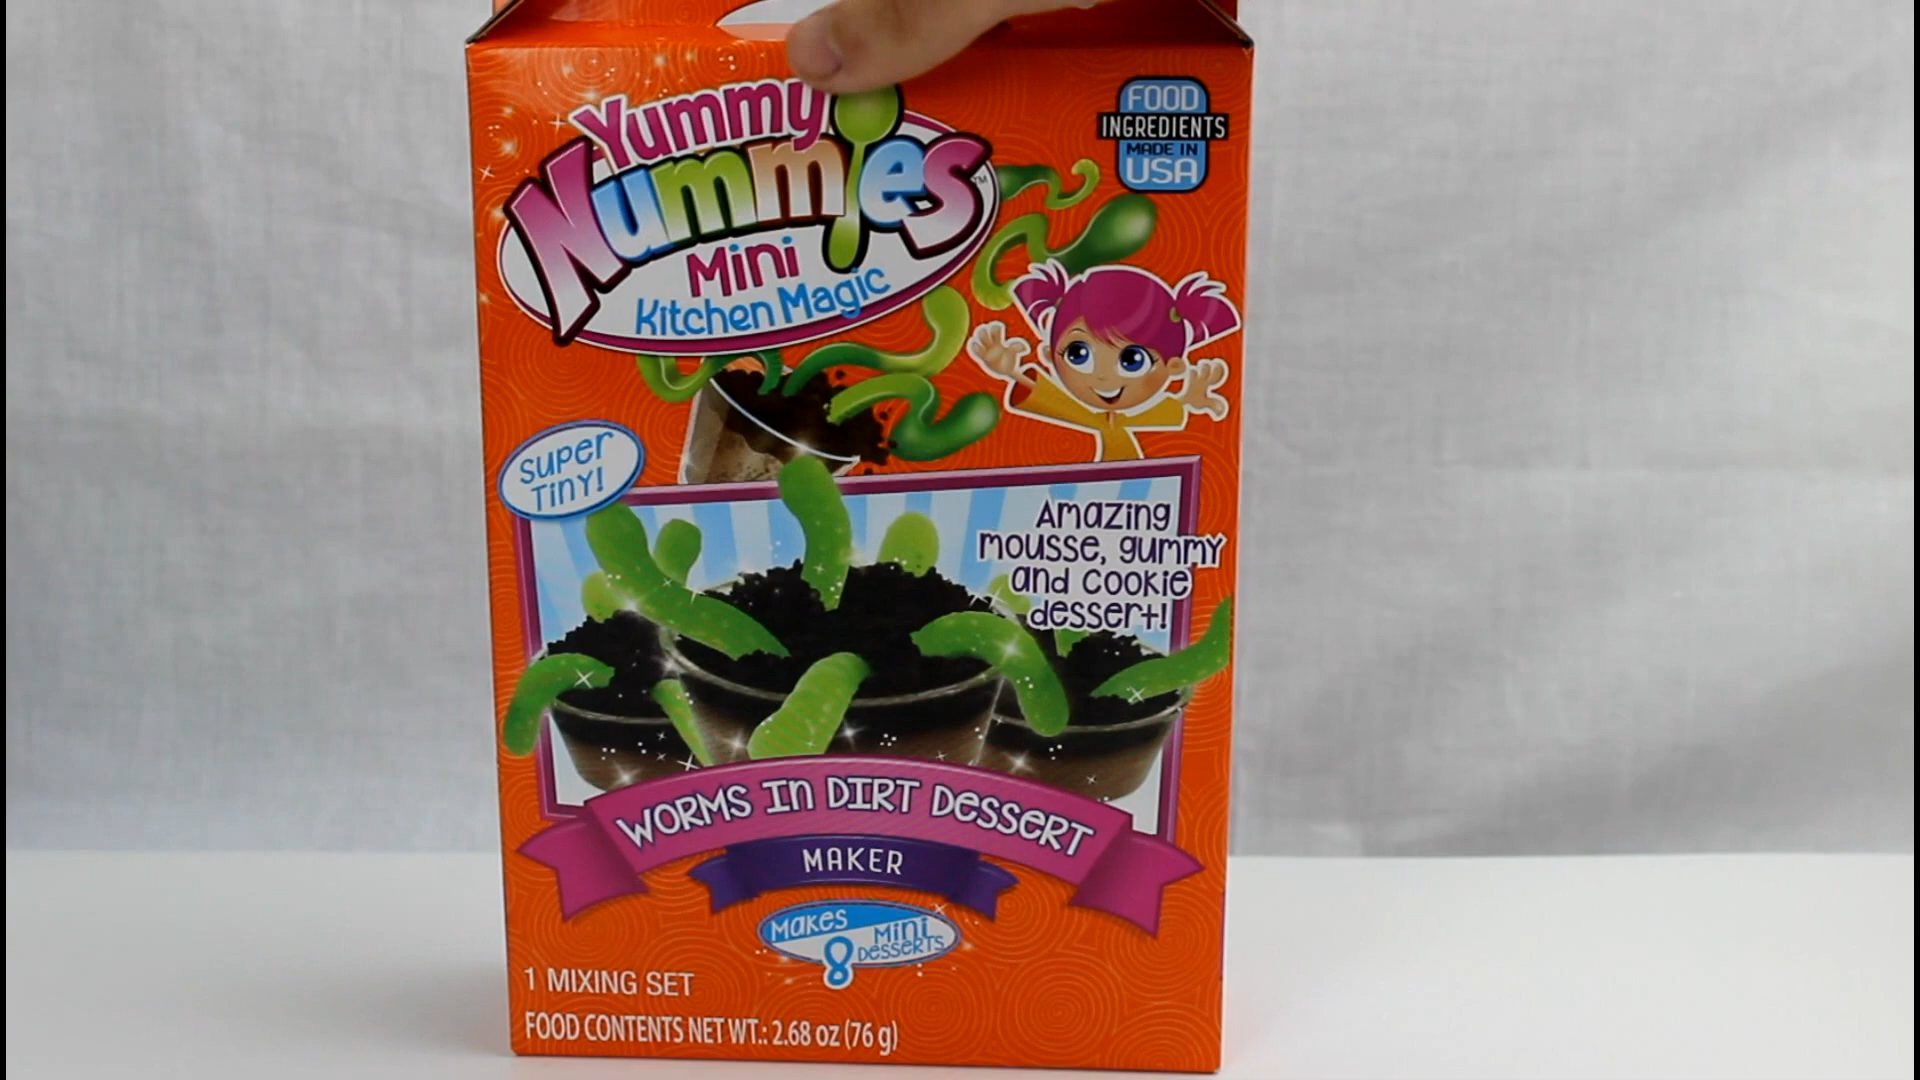 Yummy
Nummies™
Mini
Kitchen Magic
FOOD
INGREDIENTS
MADE IN
USA
SUPER
TINY!
Amazing
mousse, gummy
and cookie
dessert!
WORMS In DIRT Dessert
MAKER
MAKES
8 MINI
DESSERTS
1 MIXING SET
FOOD CONTENTS NET WT.: 2.68 oz (76 g)